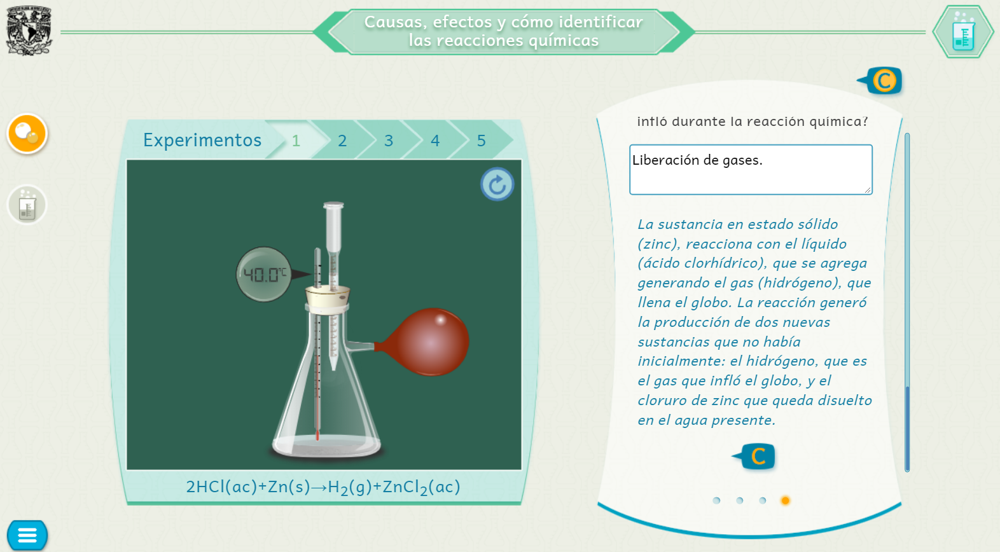 Causas, efectos y cómo identificar
las reacciones químicas
C
Experimentos 1 2 3 4 5
40.0°C
2HCl(ac)+Zn(s)→H₂(g)+ZnCl₂(ac)
infló durante la reacción química?
Liberación de gases.
La sustancia en estado sólido
(zinc), reacciona con el líquido
(ácido clorhídrico), que se agrega
generando el gas (hidrógeno), que
llena el globo. La reacción generó
la producción de dos nuevas
sustancias que no había
inicialmente: el hidrógeno, que es
el gas que infló el globo, y el
cloruro de zinc que queda disuelto
en el agua presente.
C